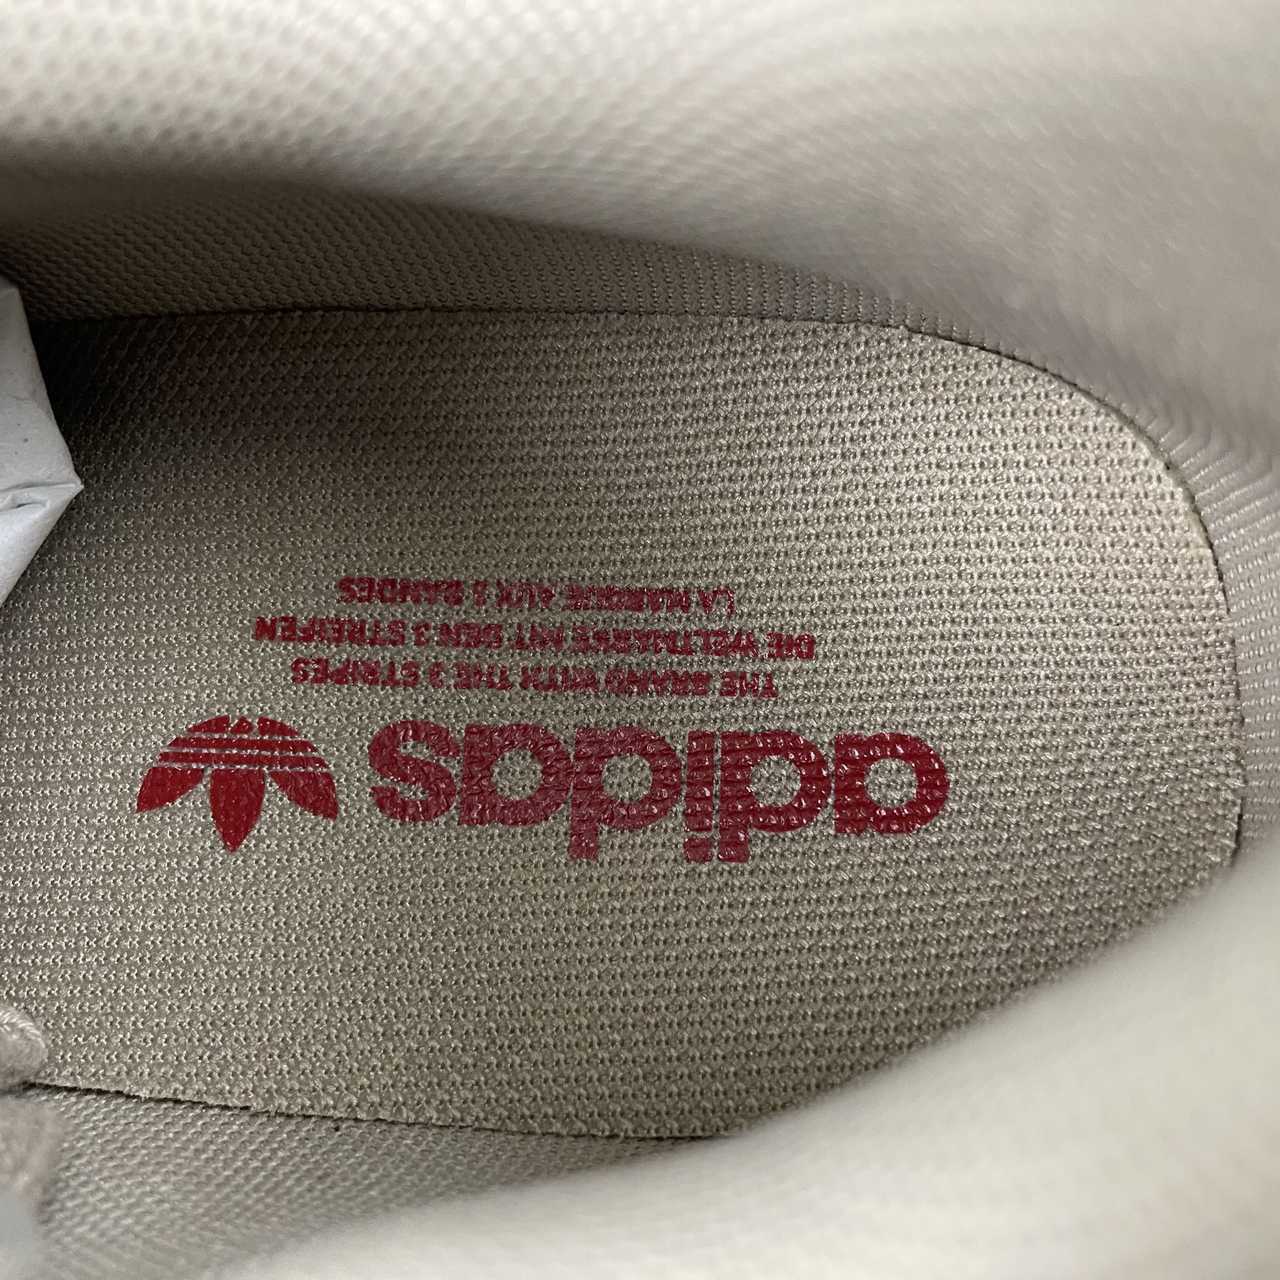 adidas
THE BRAND WITH THE 3 STRIPES
DIE WELTMARKE MIT DEN 3 STREIFEN
LA MARQUE AUX 3 BANDES